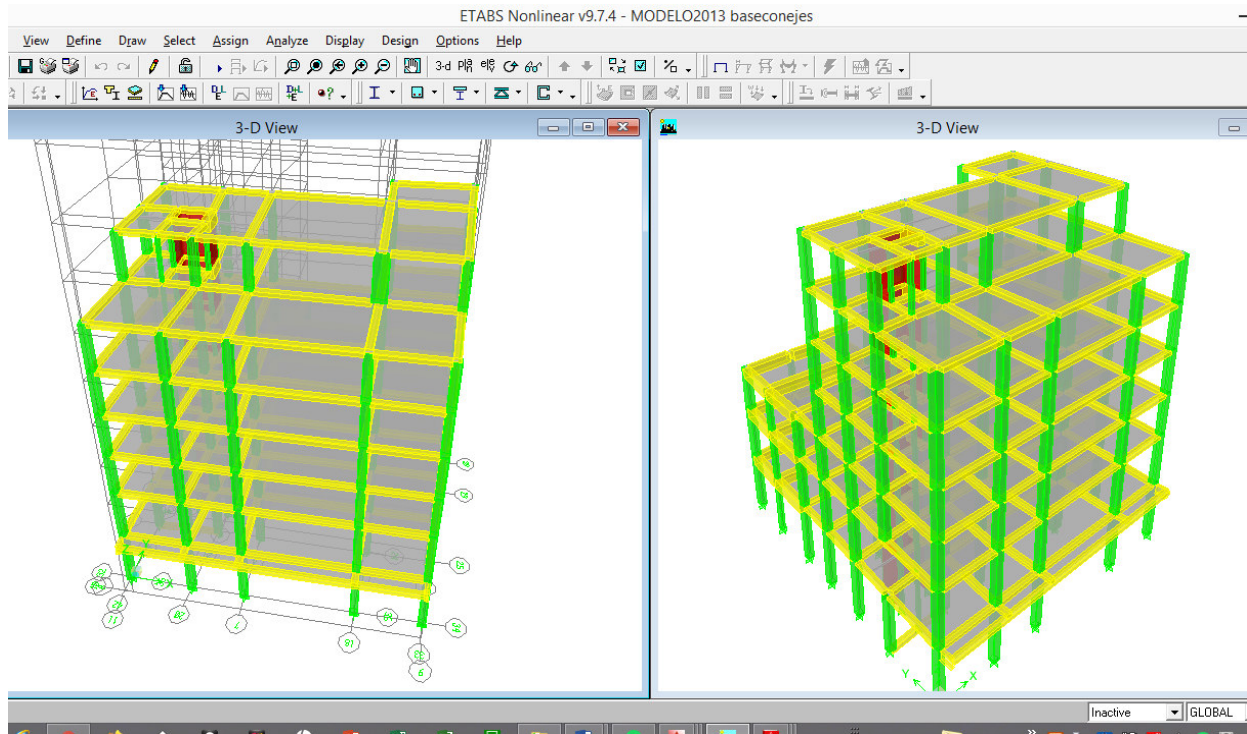 ETABS Nonlinear v9.7.4 - MODELO2013 baseconejes
View Define Draw Select Assign Analyze Display Design Options Help
3-d
3-D View
3-D View
Y
Y X
Inactive GLOBAL